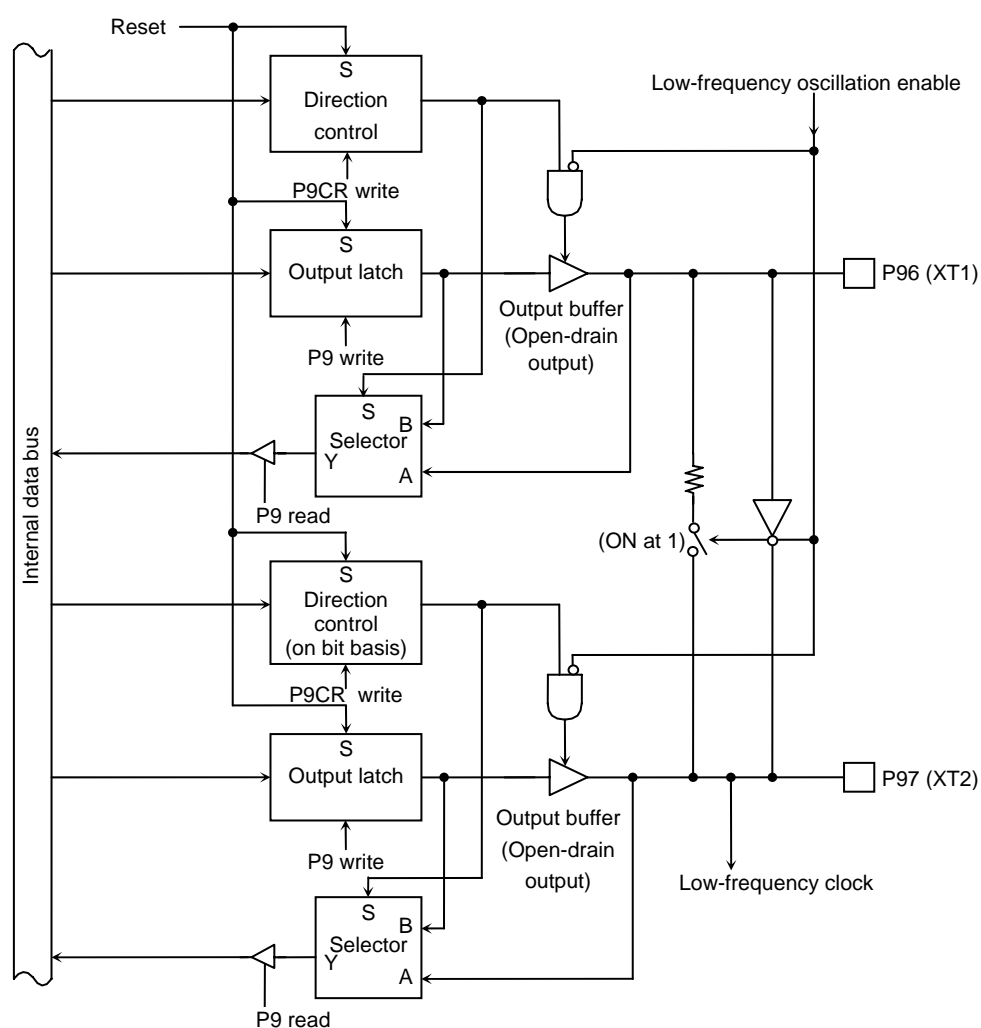 Reset
S
Direction
control
P9CR write
Low-frequency oscillation enable
S
Output latch
P9 write
Output buffer
(Open-drain
output)
P96 (XT1)
S
B
Selector
Y
A
P9 read
Internal data bus
(ON at 1)
S
Direction
control
(on bit basis)
P9CR write
S
Output latch
P9 write
Output buffer
(Open-drain
output)
P97 (XT2)
Low-frequency clock
S
B
Selector
Y
A
P9 read